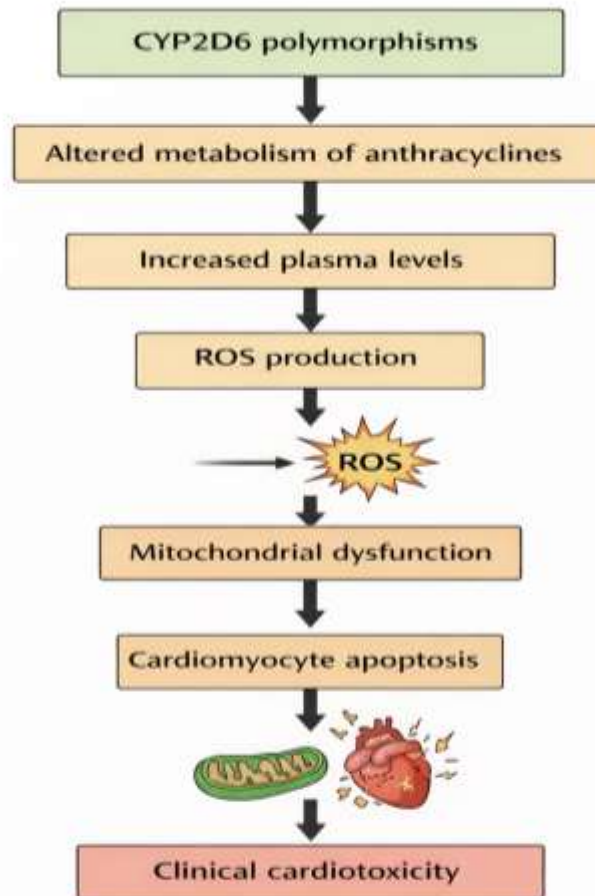 CYP2D6 polymorphisms
Altered metabolism of anthracyclines
Increased plasma levels
ROS production
ROS
Mitochondrial dysfunction
Cardiomyocyte apoptosis
Clinical cardiotoxicity